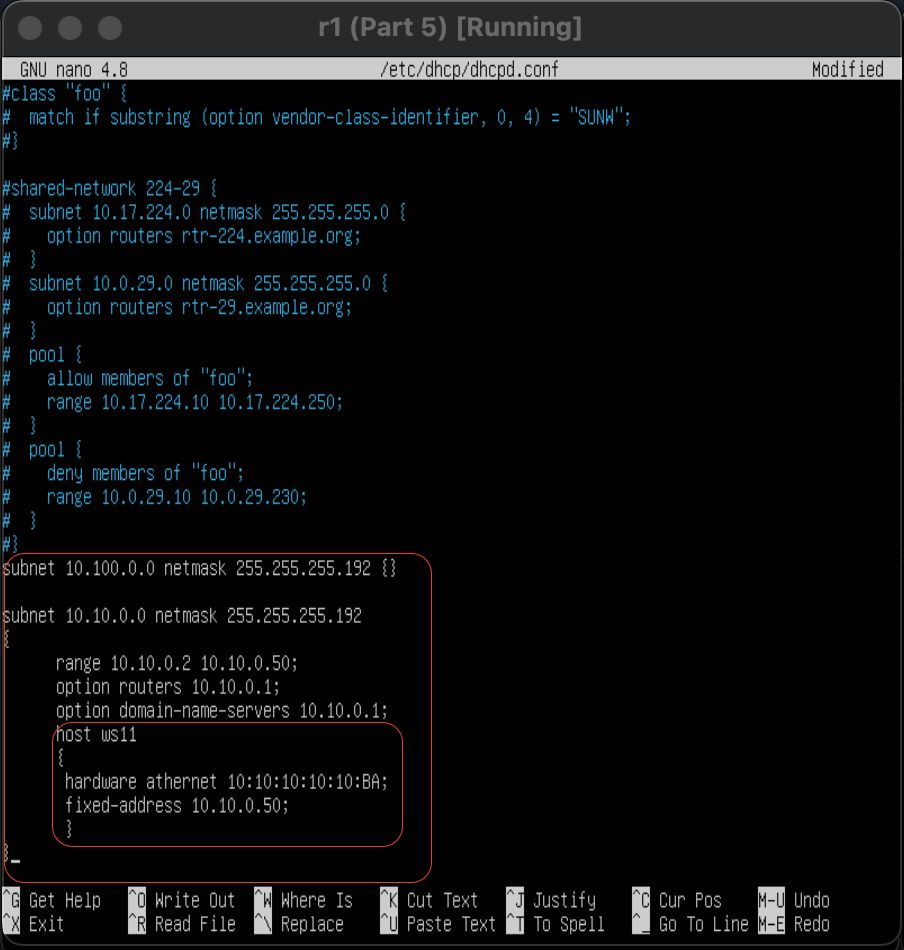 r1 (Part 5) [Running]
GNU nano 4.8 /etc/dhcp/dhcpd.conf Modified
#class "foo" {
#  match if substring (option vendor-class-identifier, 0, 4) = "SUNW";
#}

#shared-network 224-29 {
#  subnet 10.17.224.0 netmask 255.255.255.0 {
#    option routers rtr-224.example.org;
#  }
#  subnet 10.0.29.0 netmask 255.255.255.0 {
#    option routers rtr-29.example.org;
#  }
#  pool {
#    allow members of "foo";
#    range 10.17.224.10 10.17.224.250;
#  }
#  pool {
#    deny members of "foo";
#    range 10.0.29.10 10.0.29.230;
#  }
#}
subnet 10.100.0.0 netmask 255.255.255.192 {}

subnet 10.10.0.0 netmask 255.255.255.192
{
      range 10.10.0.2 10.10.0.50;
      option routers 10.10.0.1;
      option domain-name-servers 10.10.0.1;
      host ws11
      {
       hardware athernet 10:10:10:10:10:BA;
       fixed-address 10.10.0.50;
       }
}
^G Get Help ^O Write Out ^W Where Is ^K Cut Text ^J Justify ^C Cur Pos M-U Undo
^X Exit ^R Read File ^\ Replace ^U Paste Text ^T To Spell ^_ Go To Line M-E Redo